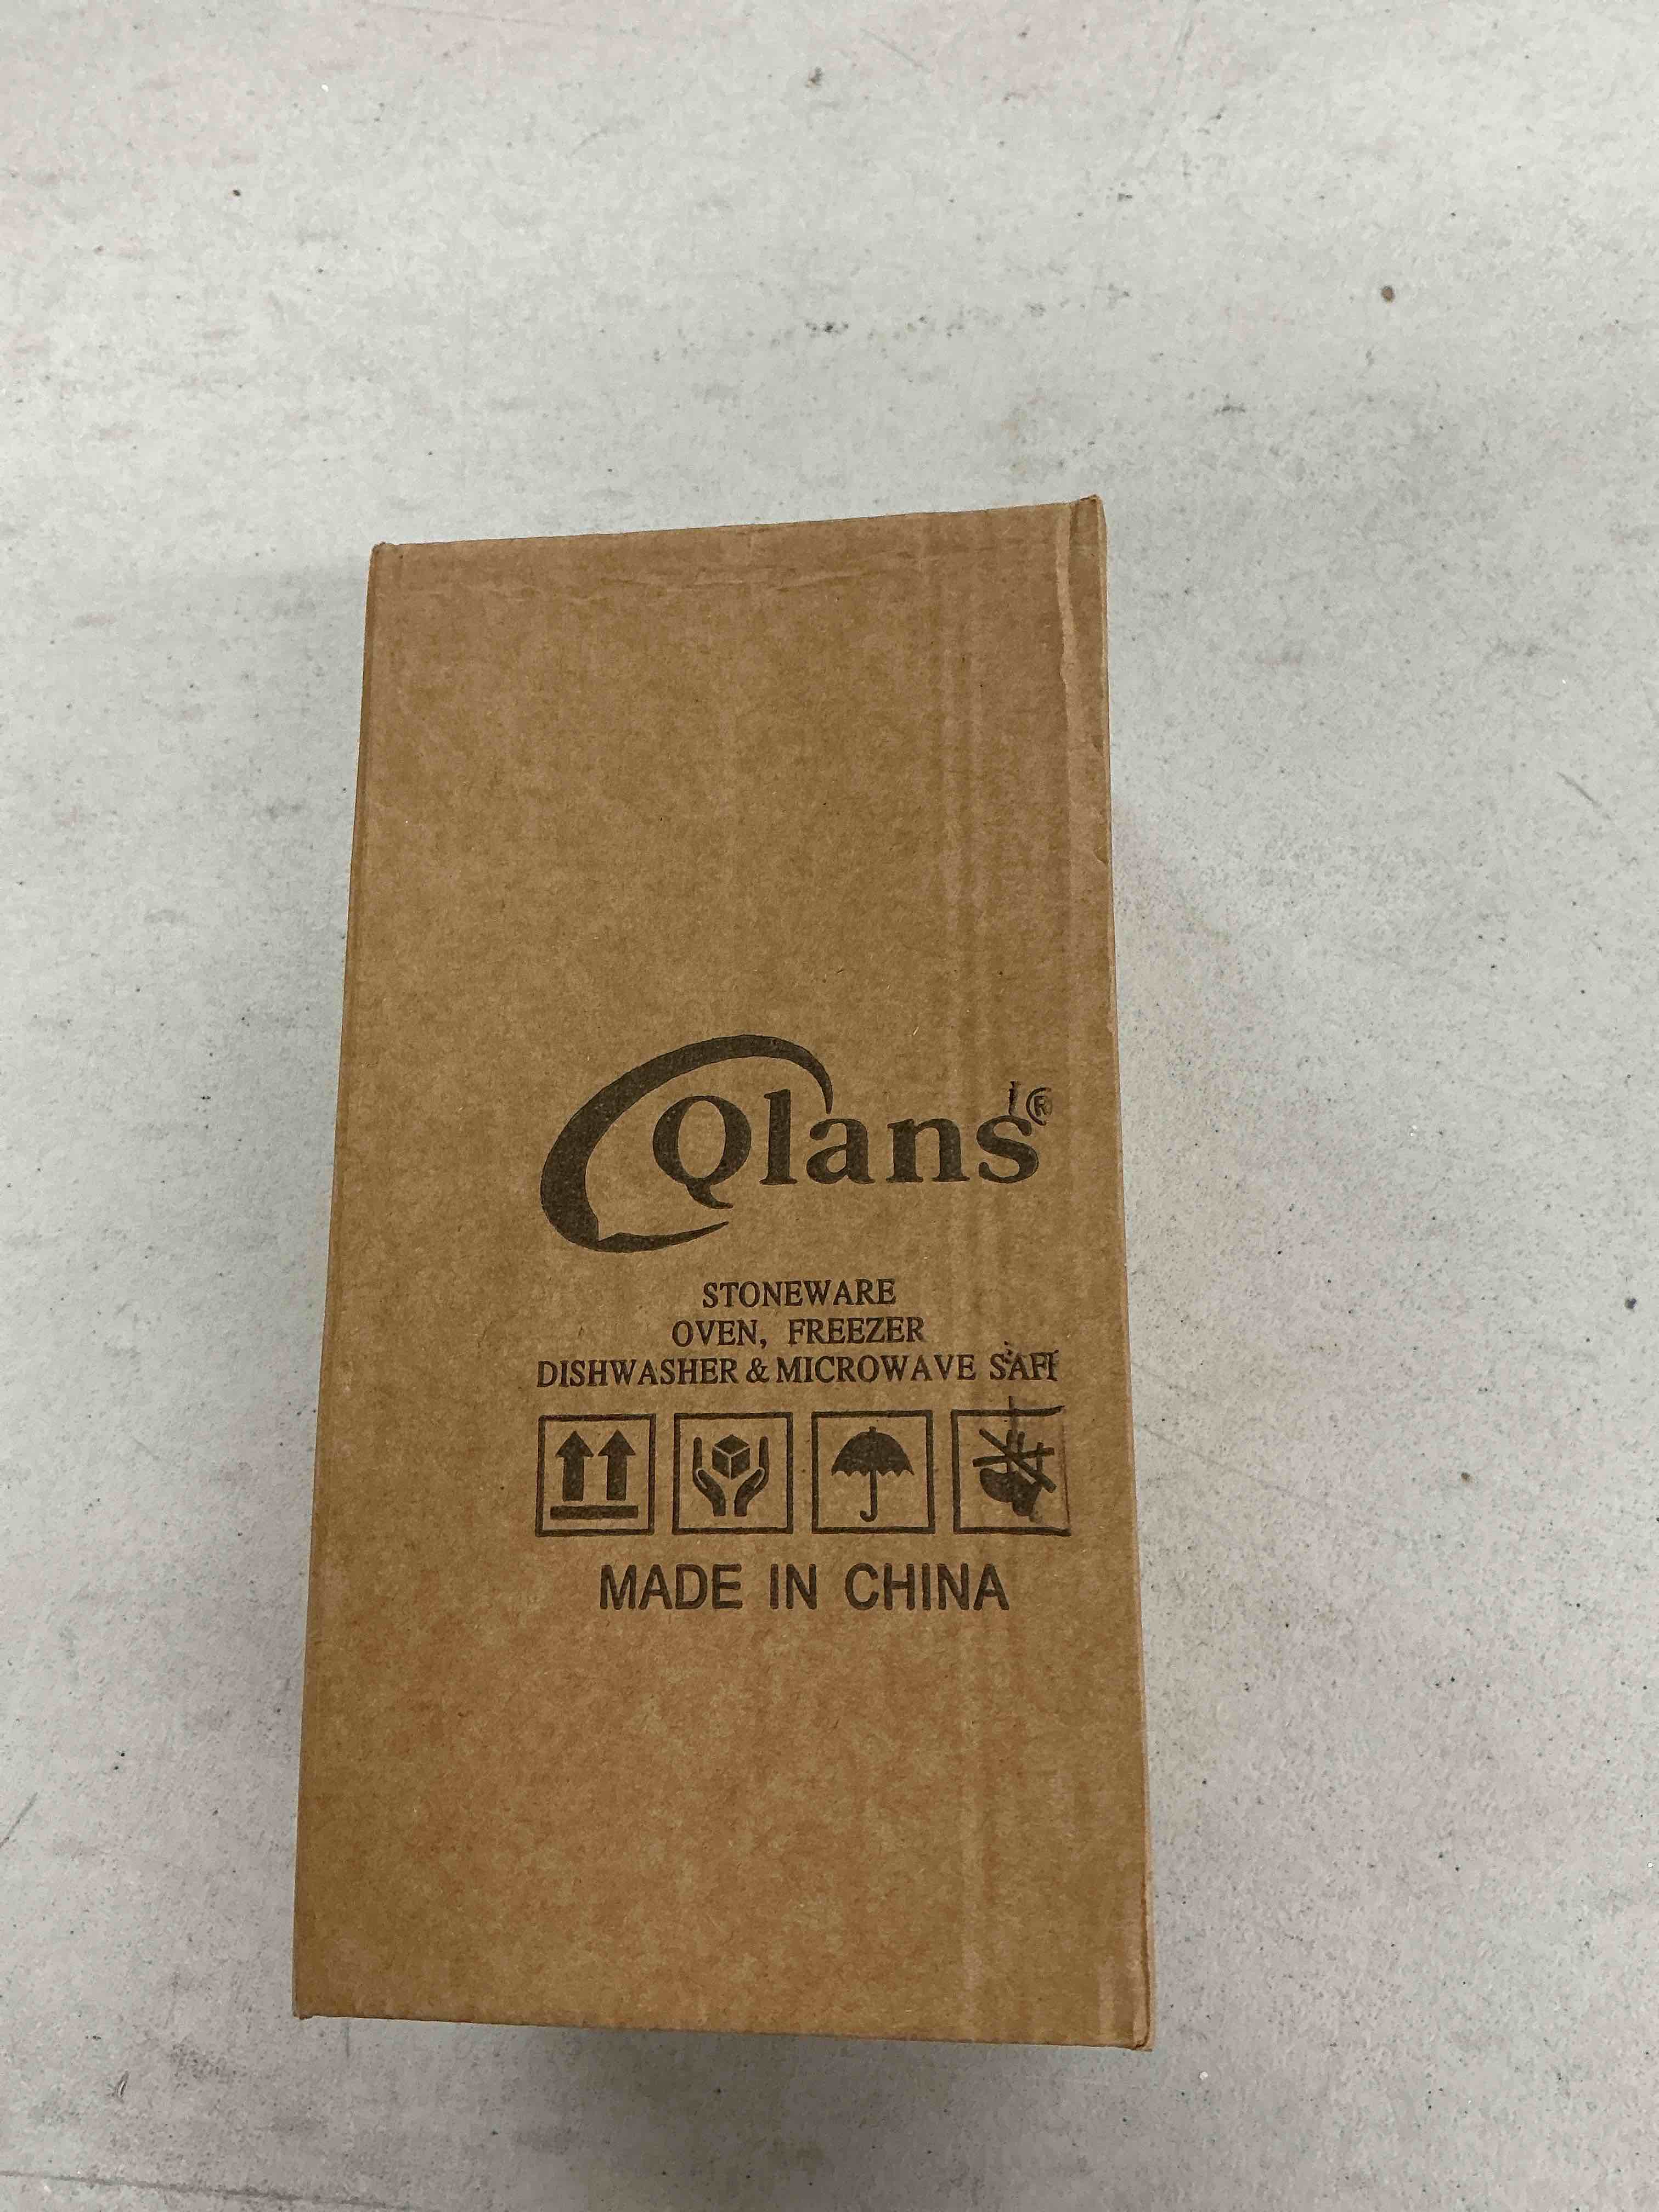 Qlans®
STONEWARE
OVEN, FREEZER
DISHWASHER & MICROWAVE SAFE
MADE IN CHINA